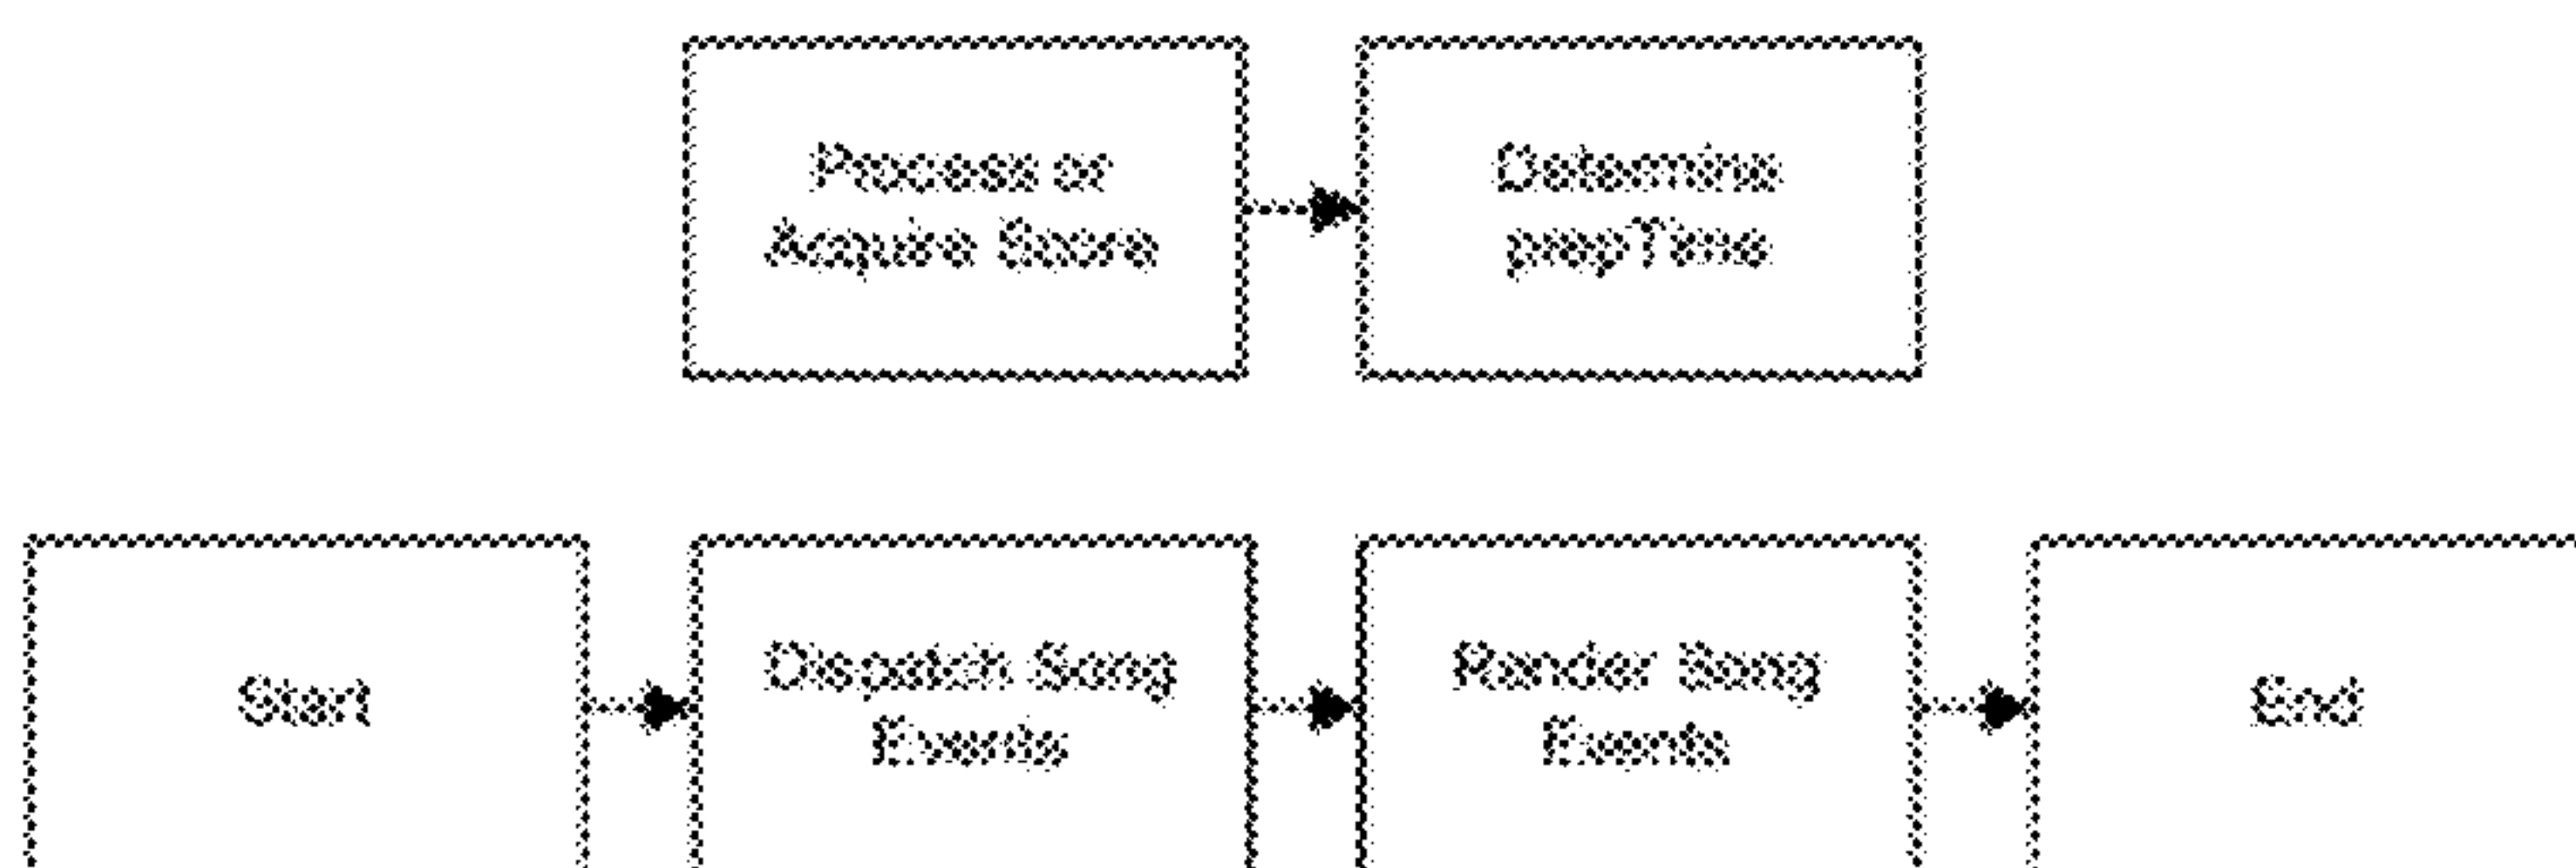 Process or
Acquire Score
Determine
prepTime
Start
Dispatch Song
Events
Render Song
Events
End